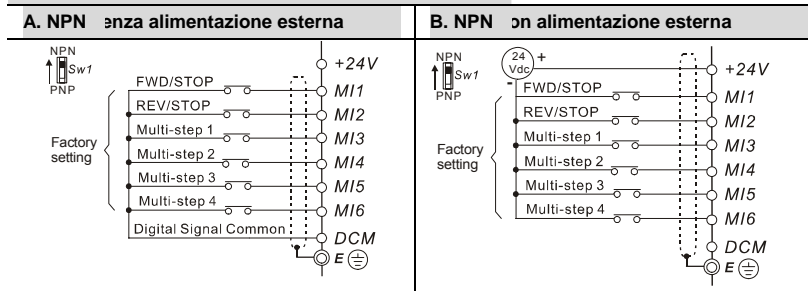 A. NPN enza alimentazione esterna
NPN
Sw1
PNP
+24V
FWD/STOP
MI1
REV/STOP
MI2
Multi-step 1
MI3
Factory
setting
Multi-step 2
MI4
Multi-step 3
MI5
Multi-step 4
MI6
Digital Signal Common
DCM
E
B. NPN on alimentazione esterna
NPN
Sw1
PNP
24
Vdc
+
-
+24V
FWD/STOP
MI1
REV/STOP
MI2
Multi-step 1
MI3
Factory
setting
Multi-step 2
MI4
Multi-step 3
MI5
Multi-step 4
MI6
DCM
E